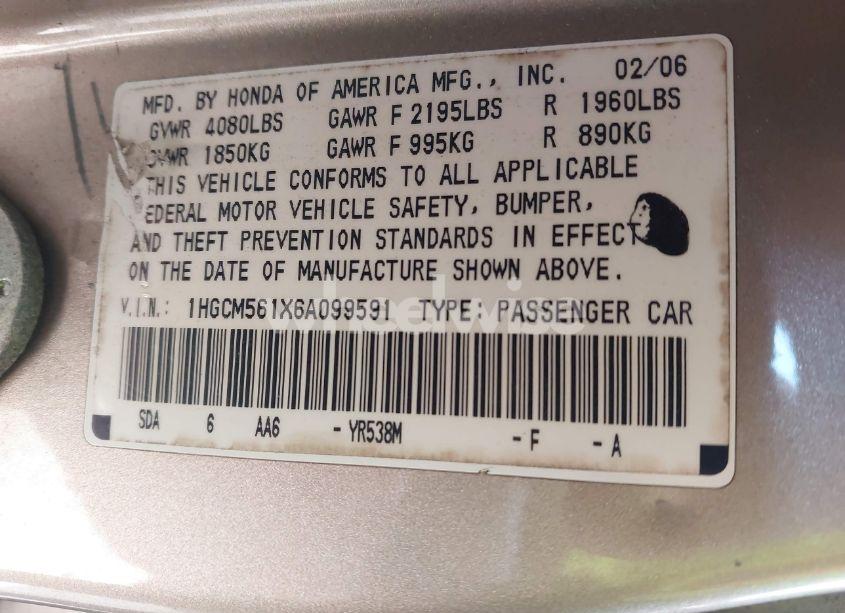 MFD. BY HONDA OF AMERICA MFG., INC. 02/06
GVWR 4080LBS GAWR F 2195LBS R 1960LBS
GVWR 1850KG GAWR F 995KG R 890KG
THIS VEHICLE CONFORMS TO ALL APPLICABLE
FEDERAL MOTOR VEHICLE SAFETY, BUMPER,
AND THEFT PREVENTION STANDARDS IN EFFECT
ON THE DATE OF MANUFACTURE SHOWN ABOVE.
V.I.N.: 1HGCM561X6A099591 TYPE: PASSENGER CAR
wheelwise
SDA 6 AA6 - YR538M - F - A